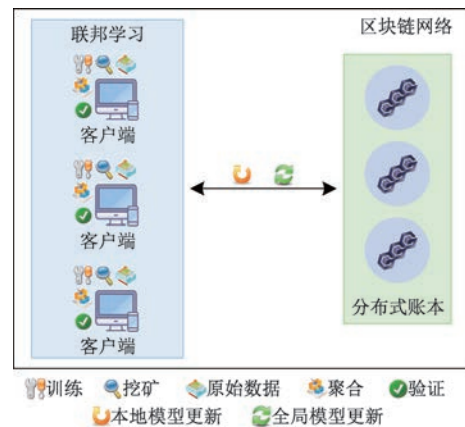 联邦学习
区块链网络
客户端
客户端
客户端
分布式账本
训练 挖矿 原始数据 聚合 验证
本地模型更新 全局模型更新